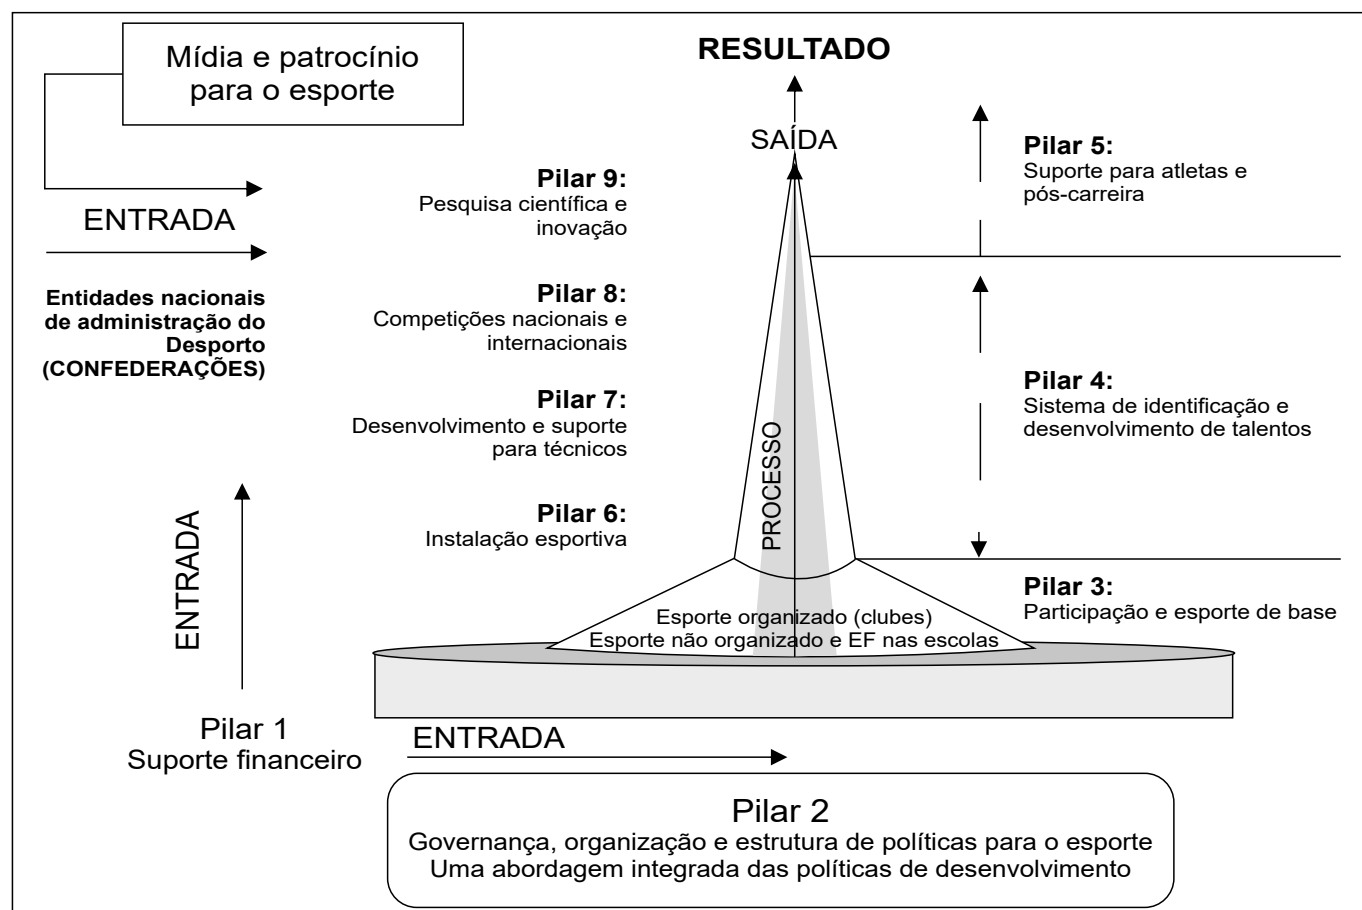 Mídia e patrocínio
para o esporte
ENTRADA
Entidades nacionais
de administração do
Desporto
(CONFEDERAÇÕES)
ENTRADA
Pilar 1
Suporte financeiro
RESULTADO
SAÍDA
Pilar 9:
Pesquisa científica e
inovação
Pilar 8:
Competições nacionais e
internacionais
Pilar 7:
Desenvolvimento e suporte
para técnicos
Pilar 6:
Instalação esportiva
PROCESSO
Pilar 5:
Suporte para atletas e
pós-carreira
Pilar 4:
Sistema de identificação e
desenvolvimento de talentos
Pilar 3:
Participação e esporte de base
Esporte organizado (clubes)
Esporte não organizado e EF nas escolas
ENTRADA
Pilar 2
Governança, organização e estrutura de políticas para o esporte
Uma abordagem integrada das políticas de desenvolvimento